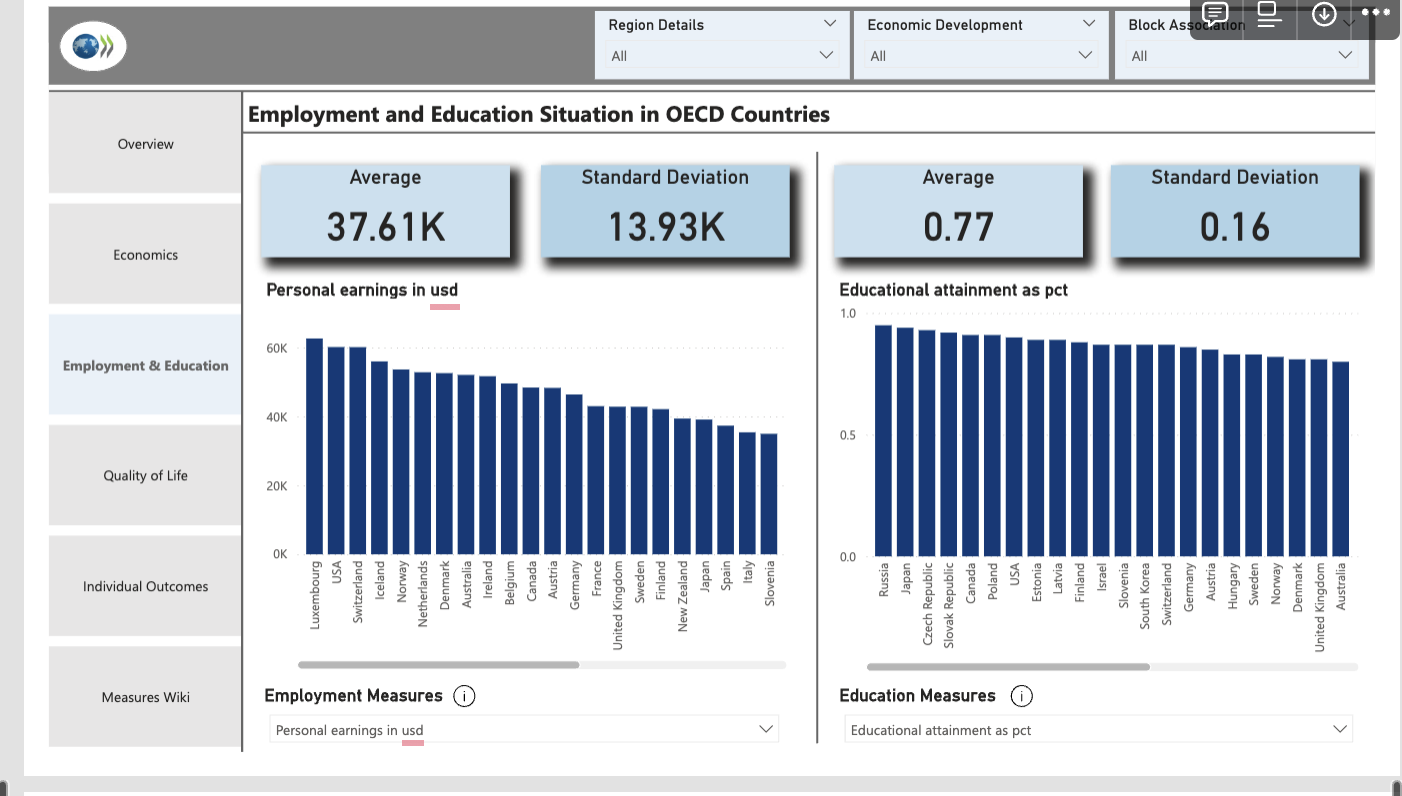 Region Details
All
Economic Development
All
Block Association
All
Overview
Economics
Employment & Education
Quality of Life
Individual Outcomes
Measures Wiki
Employment and Education Situation in OECD Countries
Average
37.61K
Standard Deviation
13.93K
Personal earnings in usd
60K
40K
20K
0K
Luxembourg
USA
Switzerland
Iceland
Norway
Netherlands
Denmark
Australia
Ireland
Belgium
Canada
Austria
Germany
France
United Kingdom
Sweden
Finland
New Zealand
Japan
Spain
Italy
Slovenia
Employment Measures
Personal earnings in usd
Average
0.77
Standard Deviation
0.16
Educational attainment as pct
1.0
0.5
0.0
Russia
Japan
Czech Republic
Slovak Republic
Canada
Poland
USA
Estonia
Latvia
Finland
Israel
Slovenia
South Korea
Switzerland
Germany
Austria
Hungary
Sweden
Norway
Denmark
United Kingdom
Australia
Education Measures
Educational attainment as pct